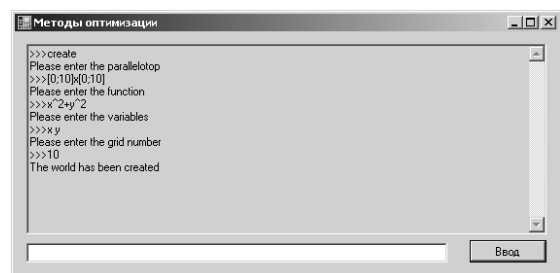 Методы оптимизации
>>>create
Please enter the parallelotop
>>>[0;10]x[0;10]
Please enter the function
>>>x^2+y^2
Please enter the variables
>>>x y
Please enter the grid number
>>>10
The world has been created
Ввод